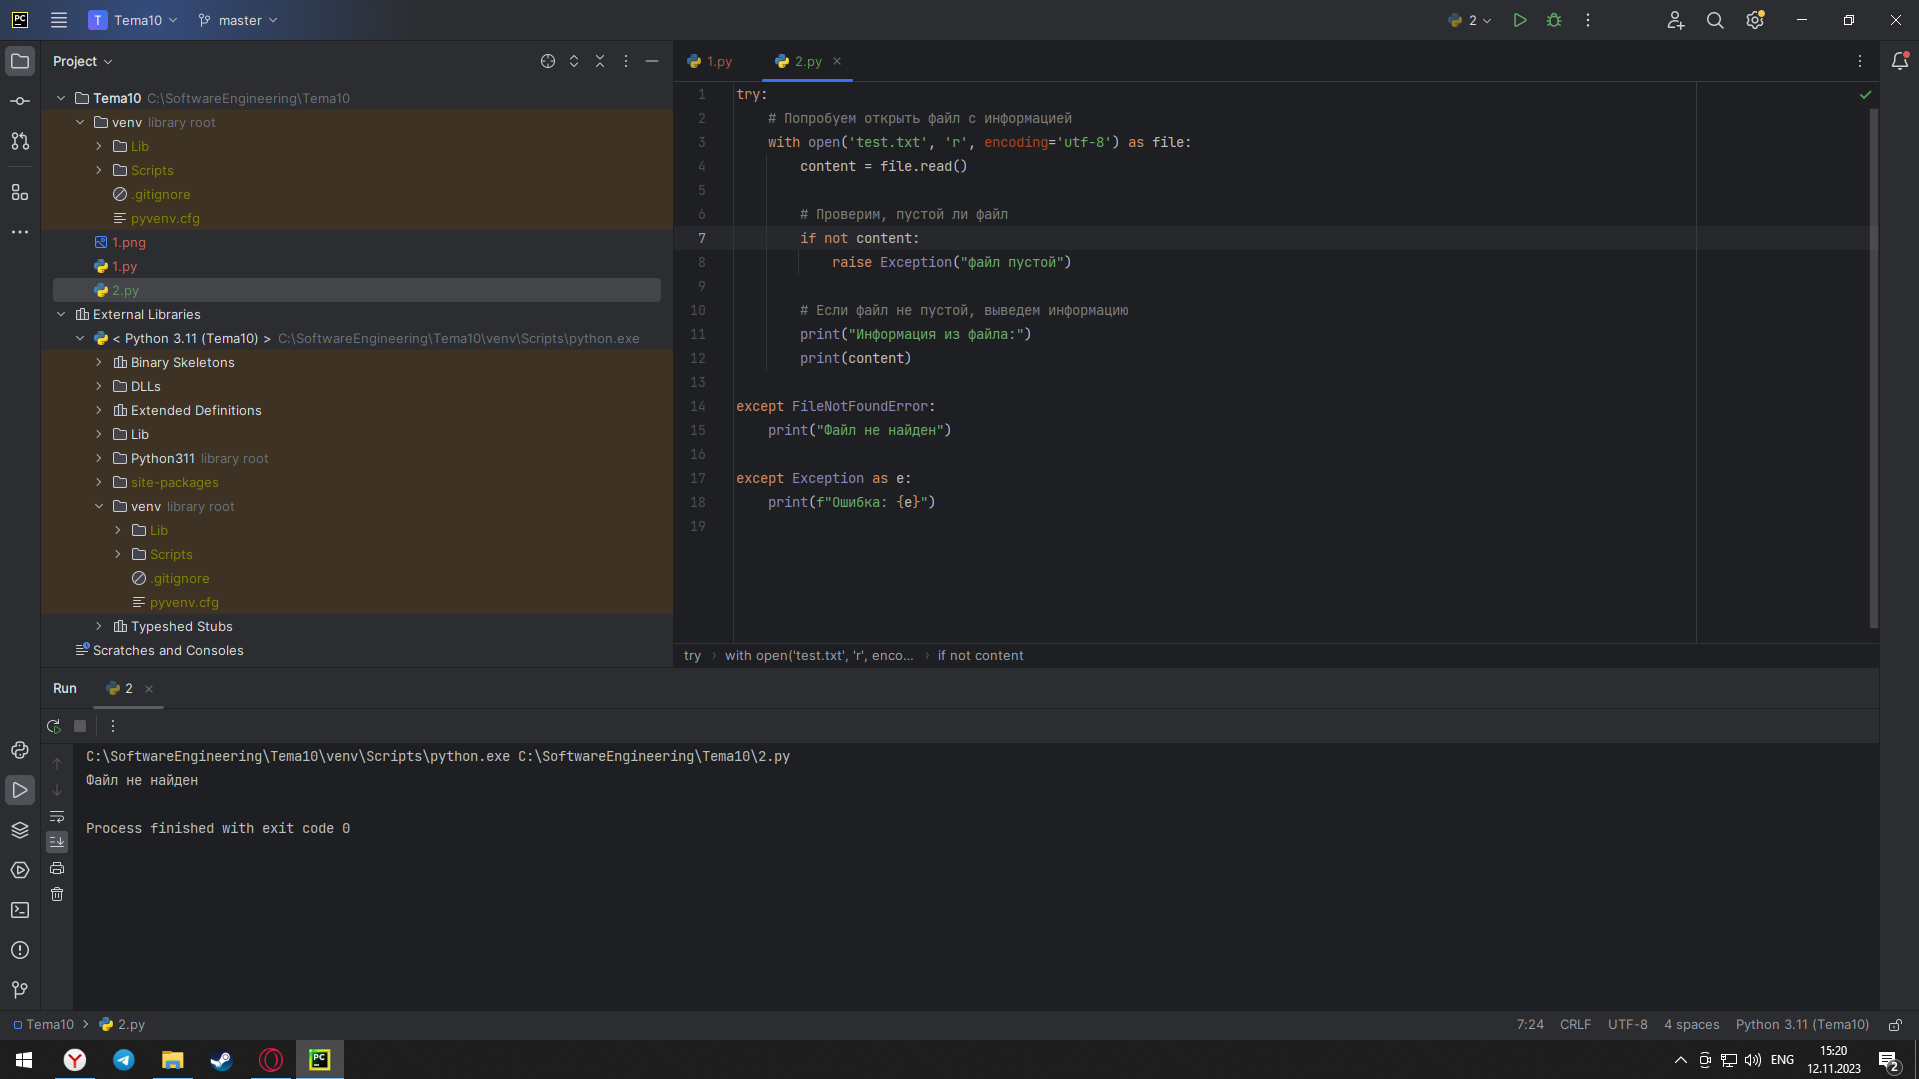 PC
T Tema10
master
2
Project
1.py
2.py
Tema10 C:\SoftwareEngineering\Tema10
venv library root
Lib
Scripts
.gitignore
pyvenv.cfg
1.png
1.py
2.py
External Libraries
< Python 3.11 (Tema10) > C:\SoftwareEngineering\Tema10\venv\Scripts\python.exe
Binary Skeletons
DLLs
Extended Definitions
Lib
Python311 library root
site-packages
venv library root
Lib
Scripts
.gitignore
pyvenv.cfg
Typeshed Stubs
Scratches and Consoles
1 try:
2     # Попробуем открыть файл с информацией
3     with open('test.txt', 'r', encoding='utf-8') as file:
4         content = file.read()
5
6         # Проверим, пустой ли файл
7         if not content:
8             raise Exception("файл пустой")
9
10         # Если файл не пустой, выведем информацию
11         print("Информация из файла:")
12         print(content)
13
14 except FileNotFoundError:
15     print("Файл не найден")
16
17 except Exception as e:
18     print(f"Ошибка: {e}")
19
try › with open('test.txt', 'r', enco... › if not content
Run
2
C:\SoftwareEngineering\Tema10\venv\Scripts\python.exe C:\SoftwareEngineering\Tema10\2.py
Файл не найден
Process finished with exit code 0
Tema10 › 2.py
7:24 CRLF UTF-8 4 spaces Python 3.11 (Tema10)
PC
ENG
15:20
12.11.2023
2